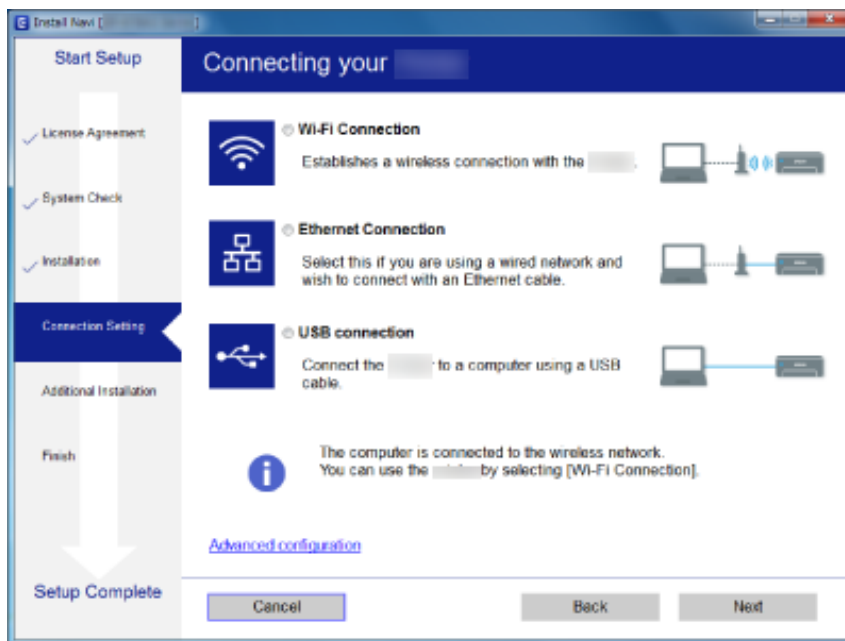 Install Navi [
Start Setup
Connecting your
License Agreement
System Check
Installation
Connection Setting
Additional Installation
Finish
Setup Complete
Wi-Fi Connection
Establishes a wireless connection with the
Ethernet Connection
Select this if you are using a wired network and
wish to connect with an Ethernet cable.
USB connection
Connect the to a computer using a USB
cable.
The computer is connected to the wireless network.
You can use the by selecting [Wi-Fi Connection].
Advanced configuration
Cancel
Back
Next